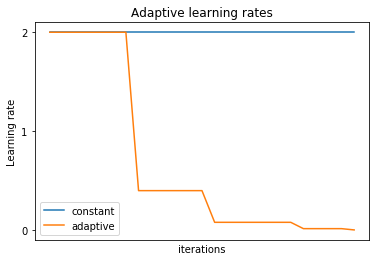 Adaptive learning rates
Learning rate
2
1
0
constant
adaptive
iterations